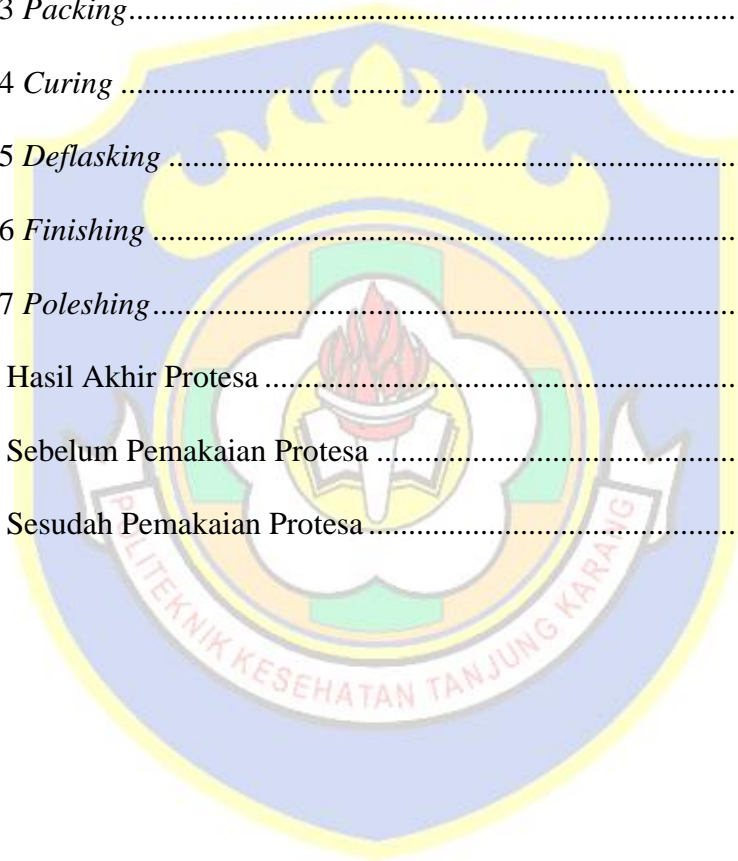 3 Packing..........................................................................
4 Curing ...........................................................................
5 Deflasking .....................................................................
6 Finishing .......................................................................
7 Poleshing.......................................................................
Hasil Akhir Protesa .........................................................
Sebelum Pemakaian Protesa ............................................
Sesudah Pemakaian Protesa.............................................
POLITEKNIK KESEHATAN TANJUNG KARANG